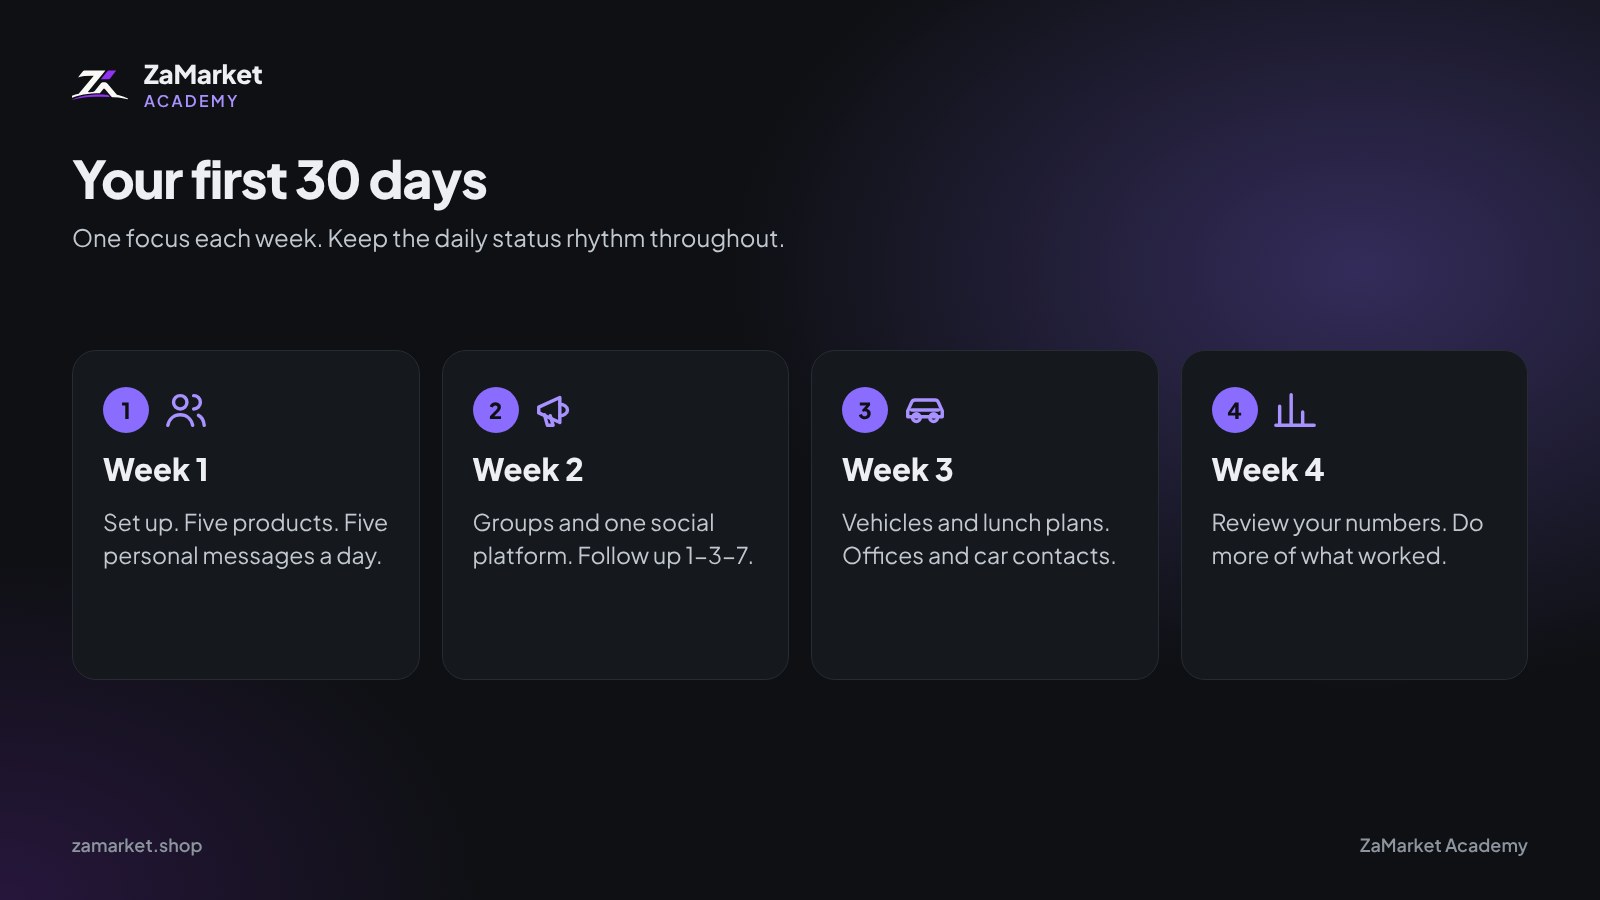 ZaMarket
ACADEMY
Your first 30 days
One focus each week. Keep the daily status rhythm throughout.
1
Week 1
Set up. Five products. Five
personal messages a day.
2
Week 2
Groups and one social
platform. Follow up 1–3–7.
3
Week 3
Vehicles and lunch plans.
Offices and car contacts.
4
Week 4
Review your numbers. Do
more of what worked.
zamarket.shop
ZaMarket Academy